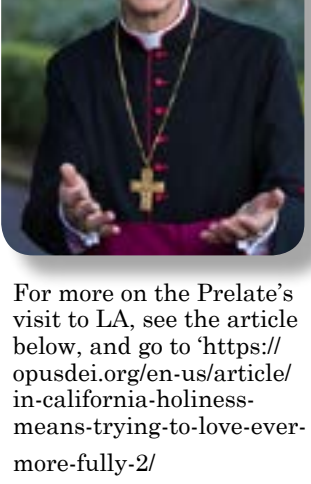 For more on the Prelate’s
visit to LA, see the article
below, and go to ‘https://
opusdei.org/en-us/article/
in-california-holiness-
means-trying-to-love-ever-
more-fully-2/